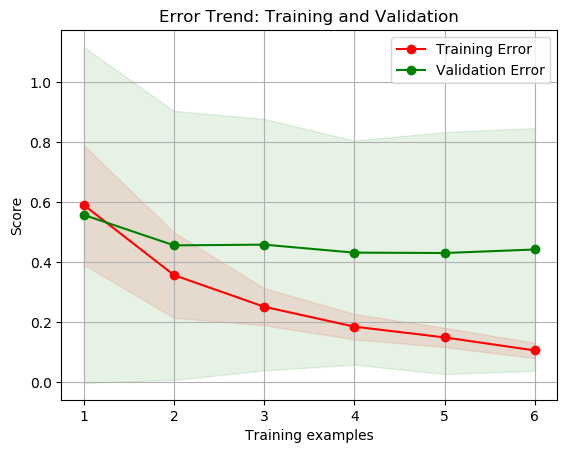 Error Trend: Training and Validation
Training Error
Validation Error
Score
1.0
0.8
0.6
0.4
0.2
0.0
1 2 3 4 5 6
Training examples